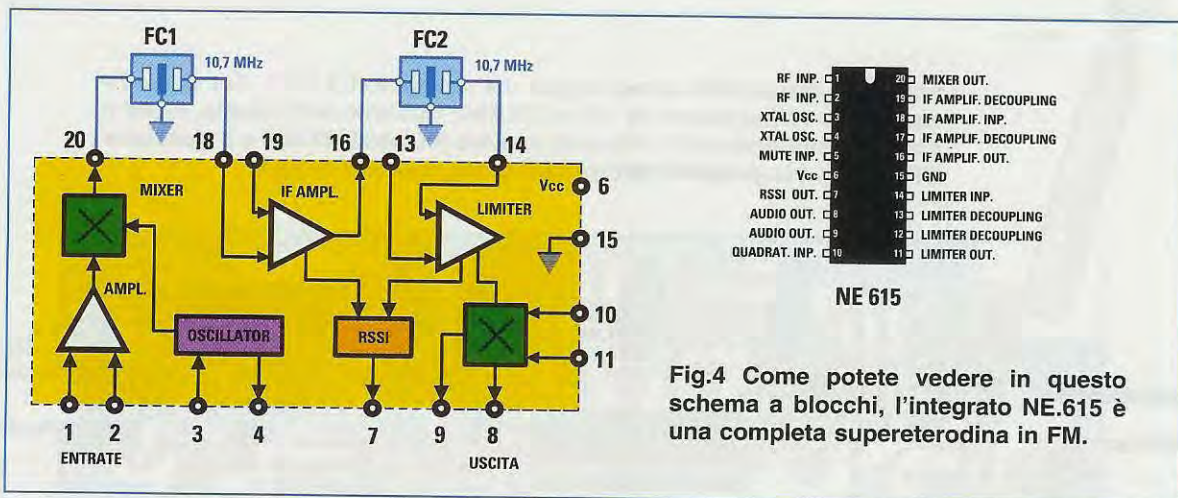 FC1
10,7 MHz
FC2
10,7 MHz
20
18
19
16
13
14
MIXER
IF AMPL.
LIMITER
Vcc
6
15
AMPL.
OSCILLATOR
RSSI
10
11
1
2
3
4
7
9
8
ENTRATE
USCITA
RF INP. 1
RF INP. 2
XTAL OSC. 3
XTAL OSC. 4
MUTE INP. 5
Vcc 6
RSSI OUT. 7
AUDIO OUT. 8
AUDIO OUT. 9
QUADRAT. INP. 10
20 MIXER OUT.
19 IF AMPLIF. DECOUPLING
18 IF AMPLIF. INP.
17 IF AMPLIF. DECOUPLING
16 IF AMPLIF. OUT.
15 GND
14 LIMITER INP.
13 LIMITER DECOUPLING
12 LIMITER DECOUPLING
11 LIMITER OUT.
NE 615
Fig.4 Come potete vedere in questo
schema a blocchi, l'integrato NE.615 è
una completa supereterodina in FM.